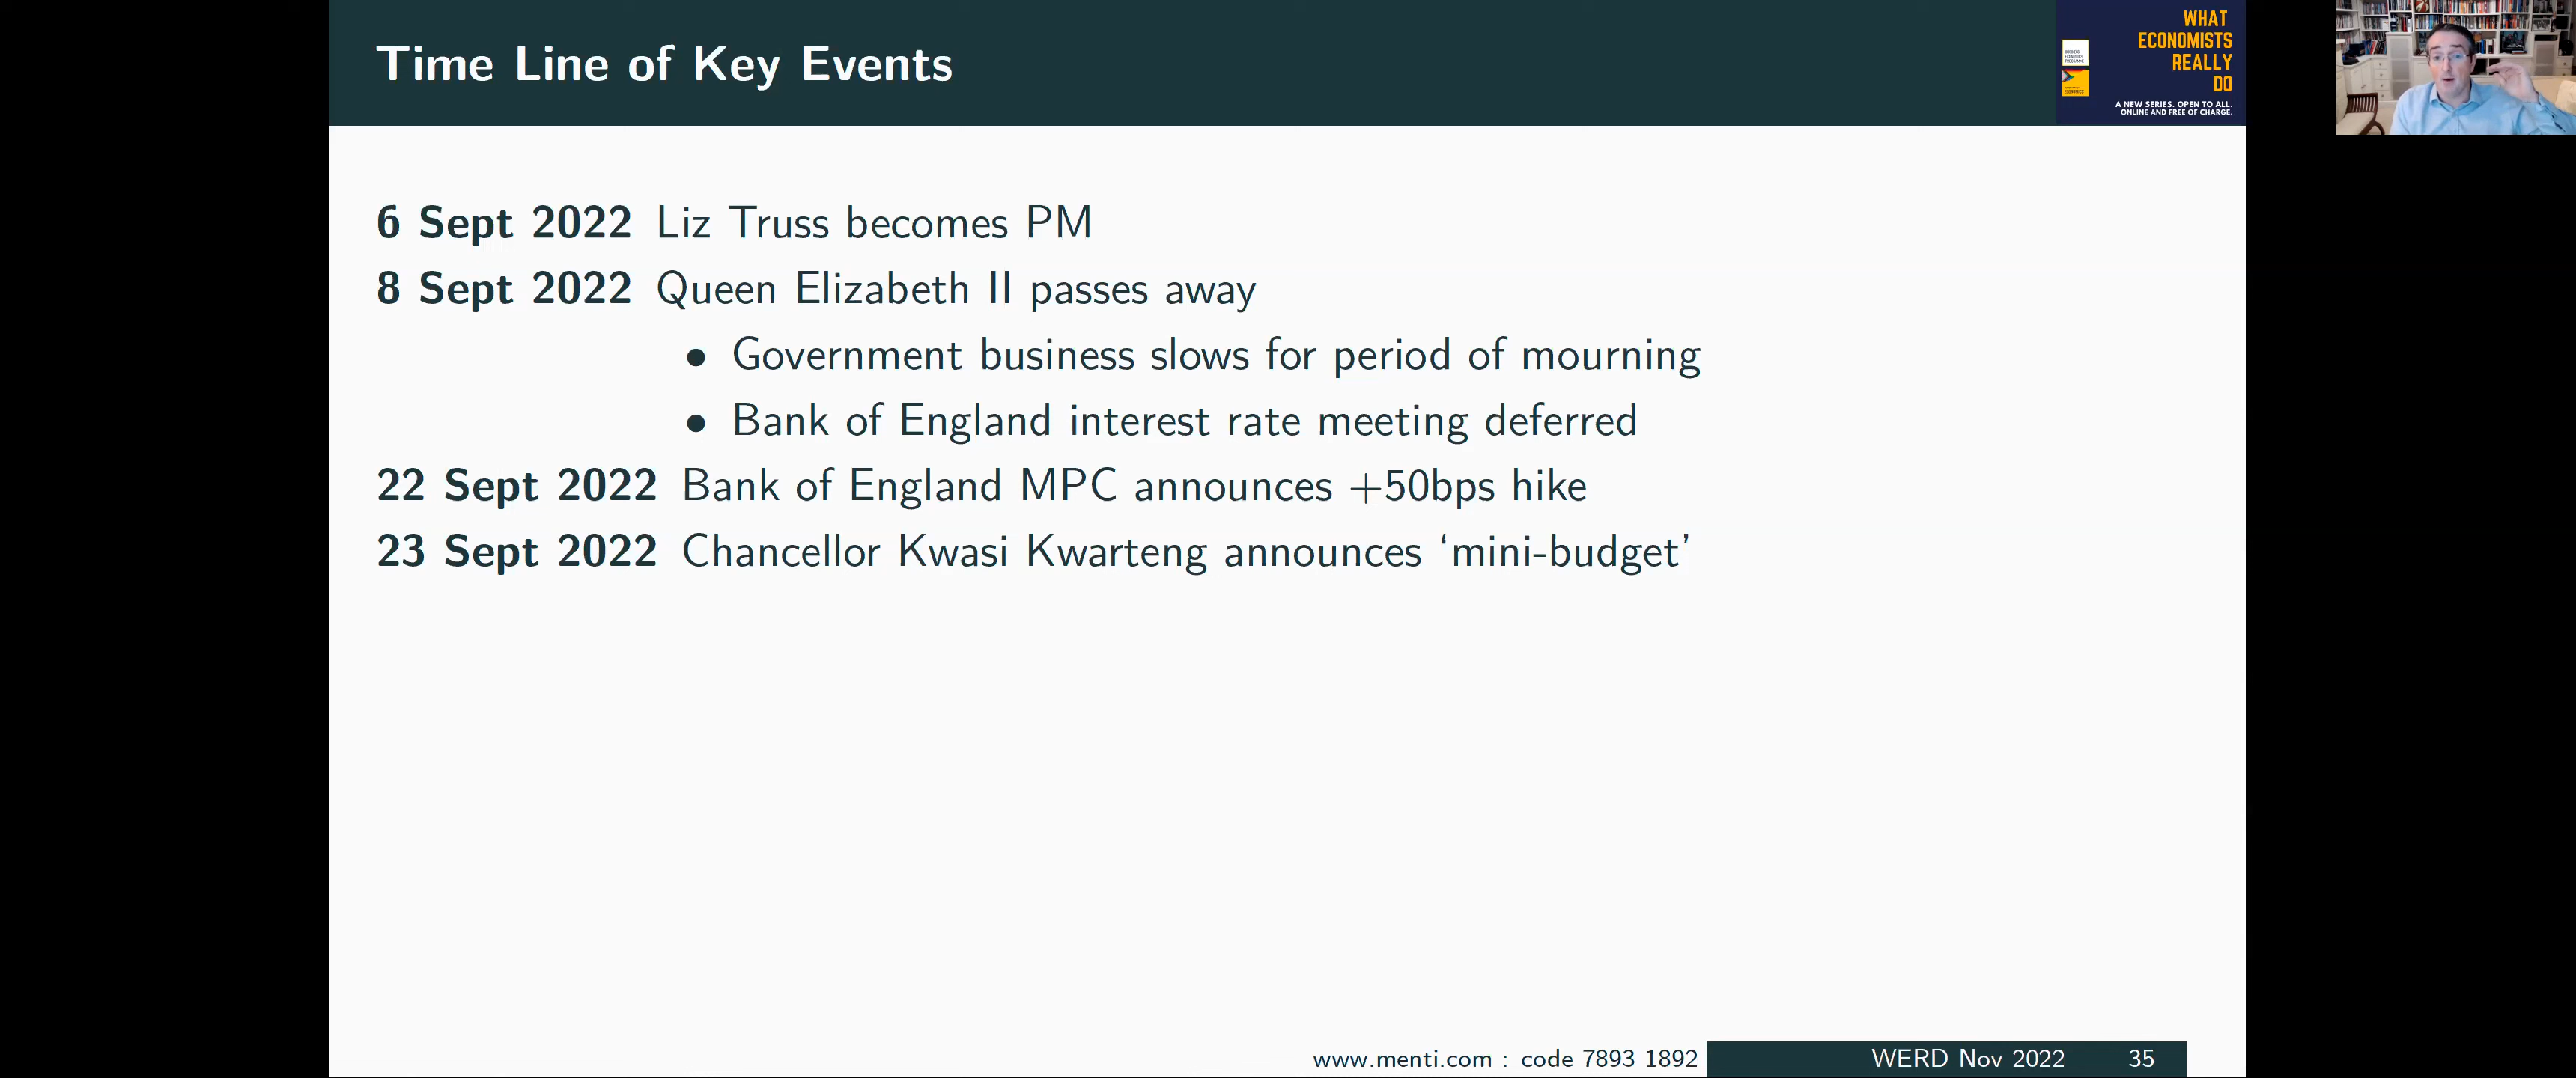 Time Line of Key Events
WHAT
ECONOMISTS
REALLY
DO
A NEW SERIES. OPEN TO ALL.
ONLINE AND FREE OF CHARGE.
6 Sept 2022 Liz Truss becomes PM
8 Sept 2022 Queen Elizabeth II passes away
• Government business slows for period of mourning
• Bank of England interest rate meeting deferred
22 Sept 2022 Bank of England MPC announces +50bps hike
23 Sept 2022 Chancellor Kwasi Kwarteng announces ‘mini-budget’
www.menti.com : code 7893 1892 WERD Nov 2022 35